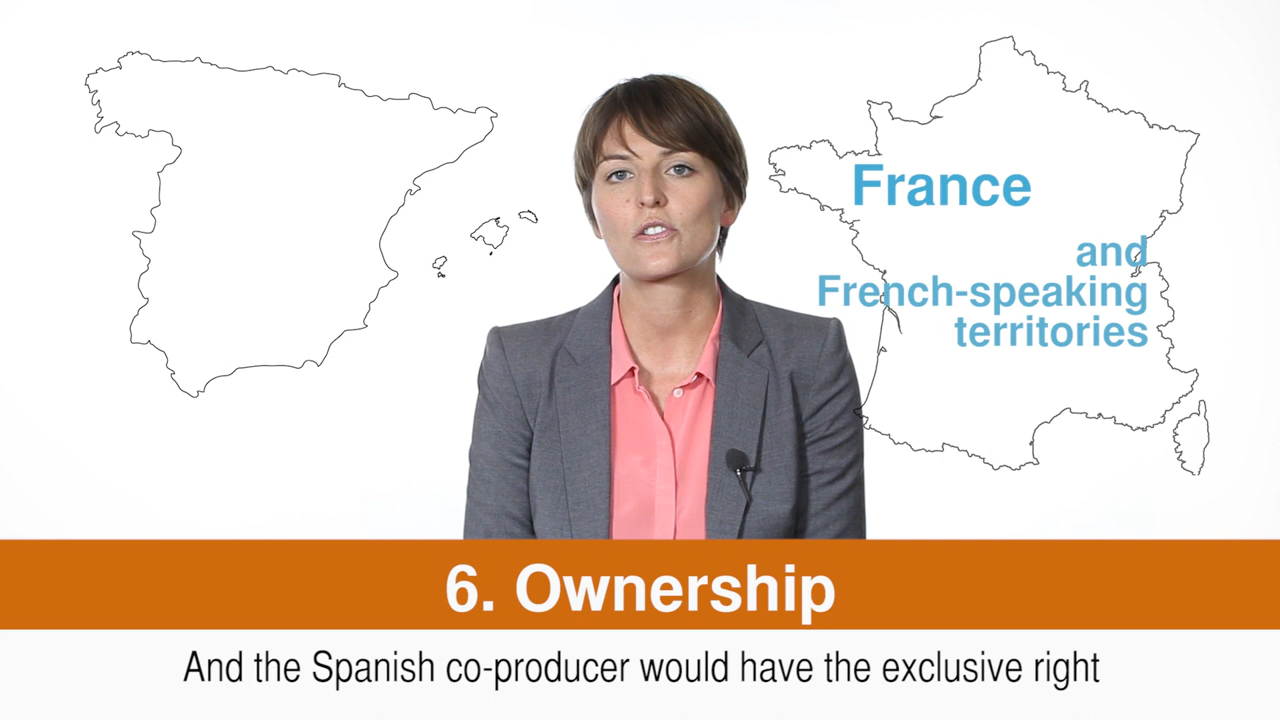 France
and
French-speaking
territories
6. Ownership
And the Spanish co-producer would have the exclusive right